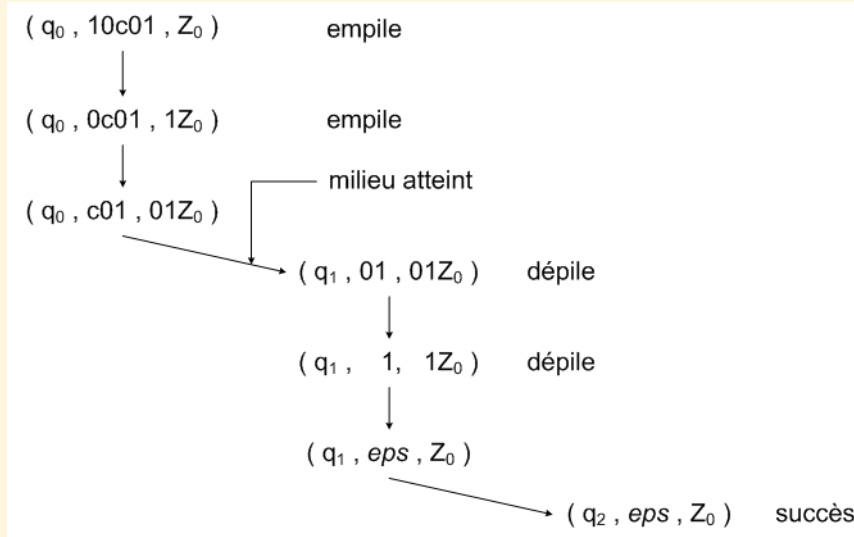 ( q₀ , 10c01 , Z₀ ) empile
( q₀ , 0c01 , 1Z₀ ) empile
milieu atteint
( q₀ , c01 , 01Z₀ )
( q₁ , 01 , 01Z₀ ) dépile
( q₁ , 1, 1Z₀ ) dépile
( q₁ , eps , Z₀ )
( q₂ , eps , Z₀ ) succès